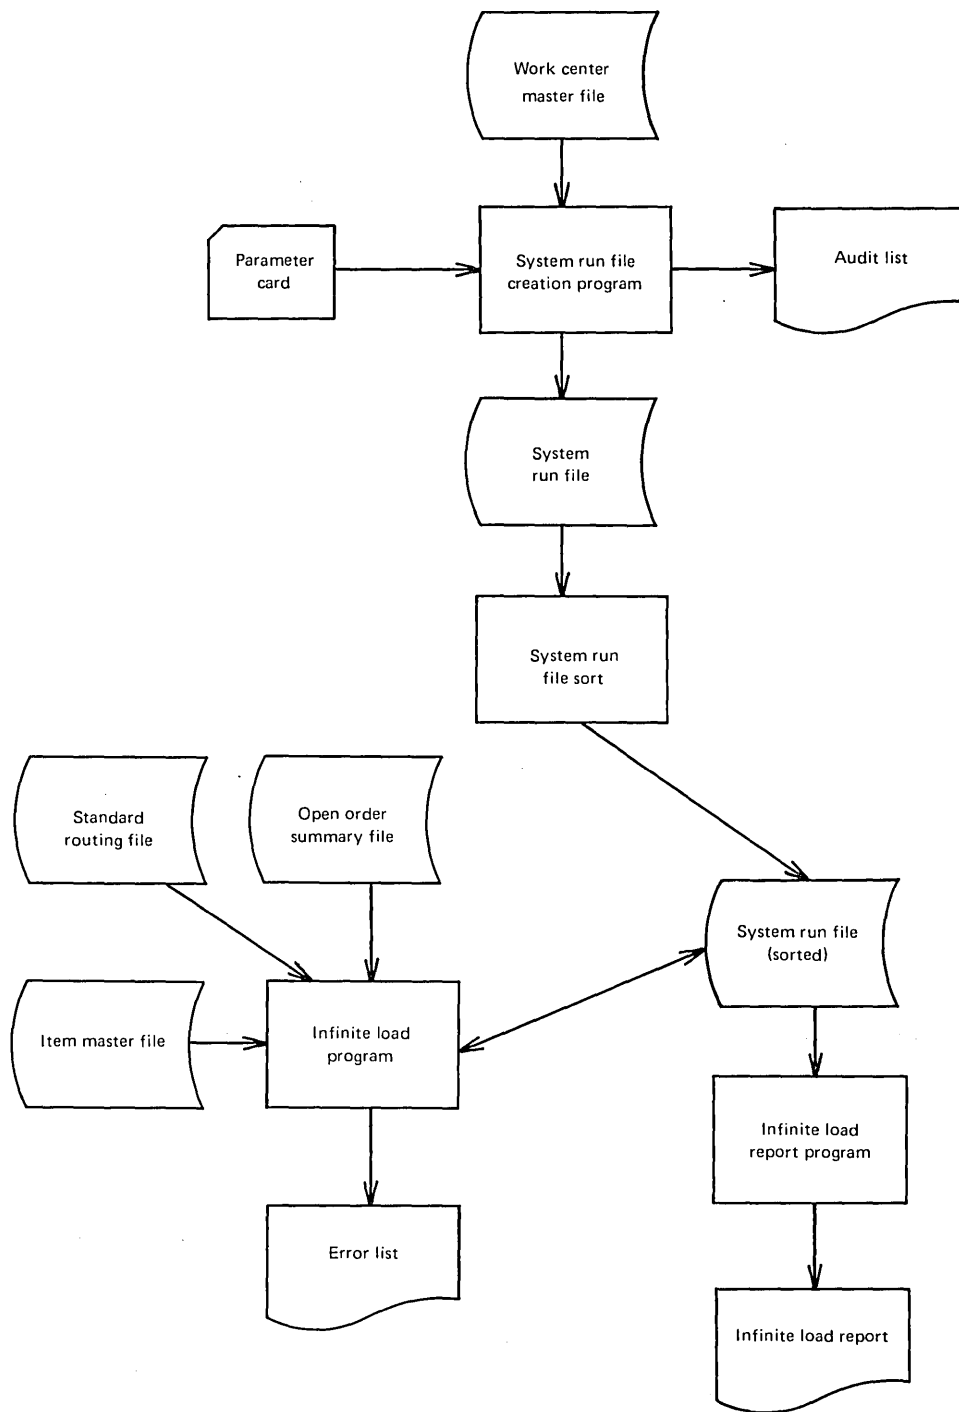 Work center
master file
Parameter
card
System run file
creation program
Audit list
System
run file
System run
file sort
Standard
routing file
Open order
summary file
System run file
(sorted)
Item master file
Infinite load
program
Infinite load
report program
Error list
Infinite load report